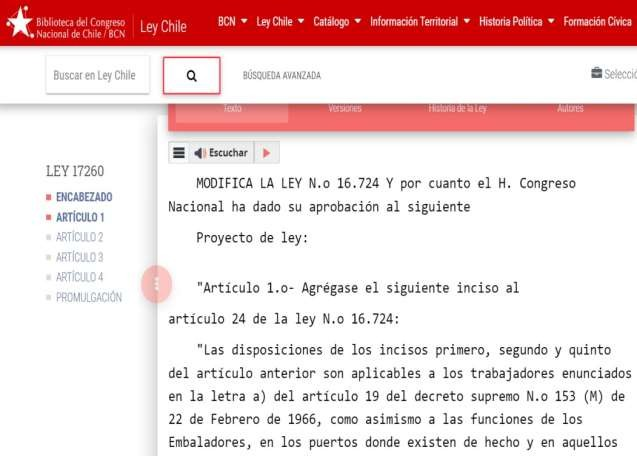 Biblioteca del Congreso
Nacional de Chile / BCN
Ley Chile
BCN Ley Chile Catálogo Información Territorial Historia Política Formación Cívica
Buscar en Ley Chile
BÚSQUEDA AVANZADA
Selecció
Texto Versiones Historia de la Ley Autores
Escuchar
LEY 17260
ENCABEZADO
ARTÍCULO 1
ARTÍCULO 2
ARTÍCULO 3
ARTÍCULO 4
PROMULGACIÓN
MODIFICA LA LEY N.o 16.724 Y por cuanto el H. Congreso
Nacional ha dado su aprobación al siguiente
Proyecto de ley:
"Artículo 1.o- Agrégase el siguiente inciso al
artículo 24 de la ley N.o 16.724:
"Las disposiciones de los incisos primero, segundo y quinto
del artículo anterior son aplicables a los trabajadores enunciados
en la letra a) del artículo 19 del decreto supremo N.o 153 (M) de
22 de Febrero de 1966, como asimismo a las funciones de los
Embaladores, en los puertos donde existen de hecho y en aquellos